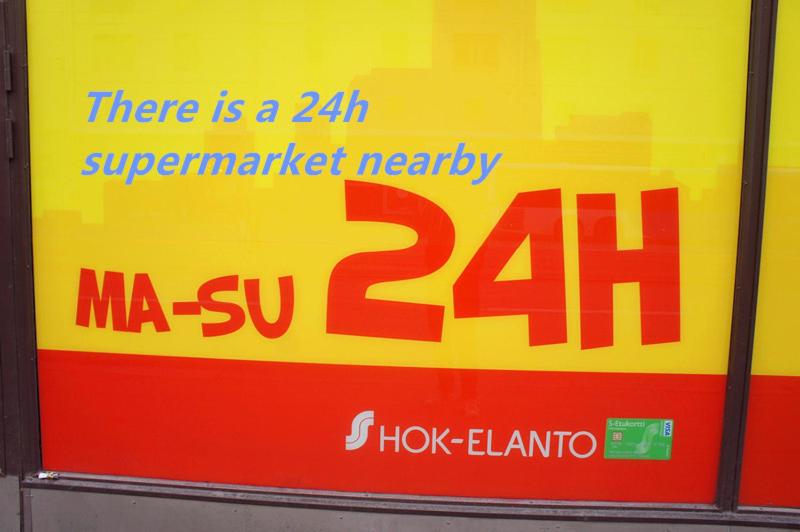 There is a 24h
supermarket nearby
MA-SU 24H
HOK-ELANTO
S-Etukortti
VISA